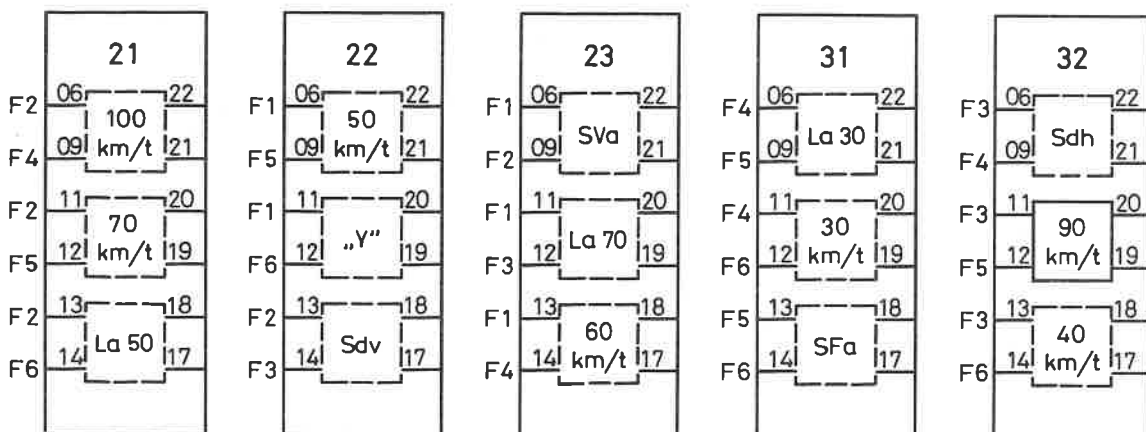 21
F2 06 22
100
km/t
F4 09 21
F2 11 20
70
km/t
F5 12 19
F2 13 18
La 50
F6 14 17
22
F1 06 22
50
km/t
F5 09 21
F1 11 20
„Y"
F6 12 19
F2 13 18
Sdv
F3 14 17
23
F1 06 22
SVa
F2 09 21
F1 11 20
La 70
F3 12 19
F1 13 18
60
km/t
F4 14 17
31
F4 06 22
La 30
F5 09 21
F4 11 20
30
km/t
F6 12 19
F5 13 18
SFa
F6 14 17
32
F3 06 22
Sdh
F4 09 21
F3 11 20
90
km/t
F5 12 19
F3 13 18
40
km/t
F6 14 17